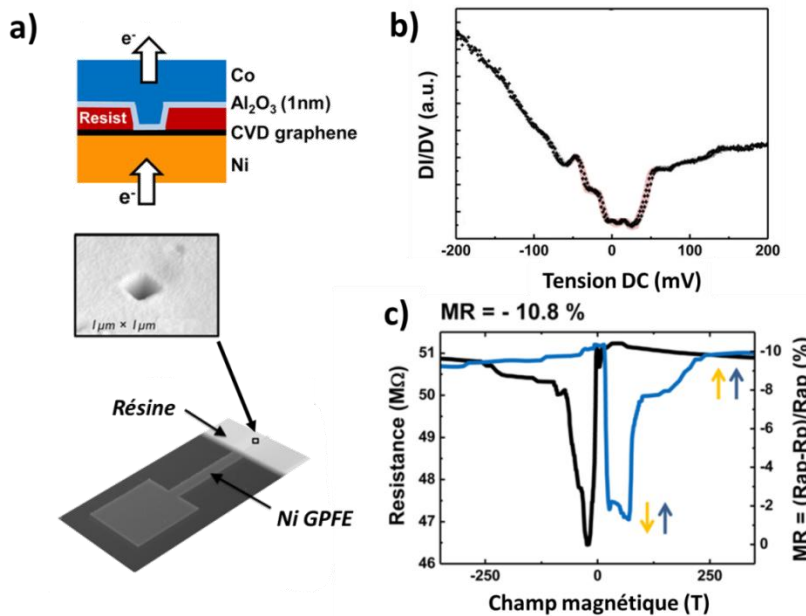 a)
e-
Co
Al₂O₃ (1nm)
Resist
CVD graphene
Ni
e-
1µm × 1µm
Résine
Ni GPFE
b)
DI/DV (a.u.)
-200 -100 0 100 200
Tension DC (mV)
MR = - 10.8 %
c)
Resistance (MΩ)
51
50
49
48
47
46
-10
-8
-6
-4
-2
0
MR = (Rap-Rp)/Rap (%)
-250 0 250
Champ magnétique (T)